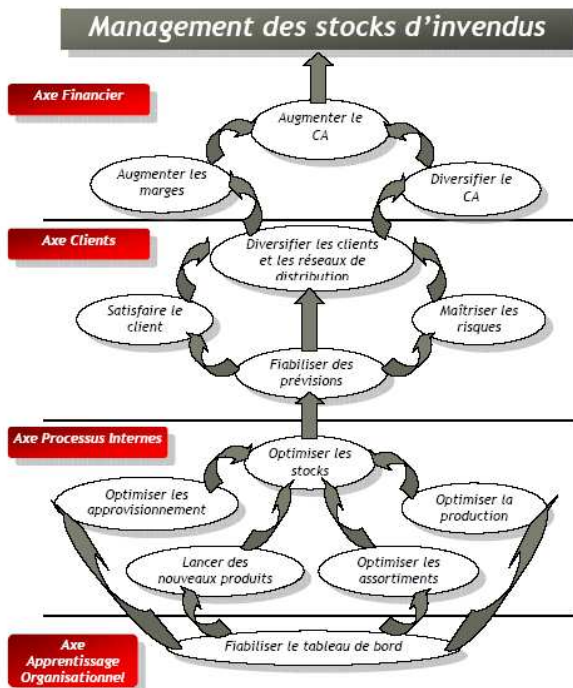 Management des stocks d'invendus
Axe Financier
Augmenter le
CA
Augmenter les
marges
Diversifier le
CA
Axe Clients
Diversifier les clients
et les réseaux de
distribution
Satisfaire le
client
Maîtriser les
risques
Fiabiliser des
prévisions
Axe Processus Internes
Optimiser les
stocks
Optimiser les
approvisionnement
Optimiser la
production
Lancer des
nouveaux produits
Optimiser les
assortiments
Axe
Apprentissage
Organisationnel
Fiabiliser le tableau de bord